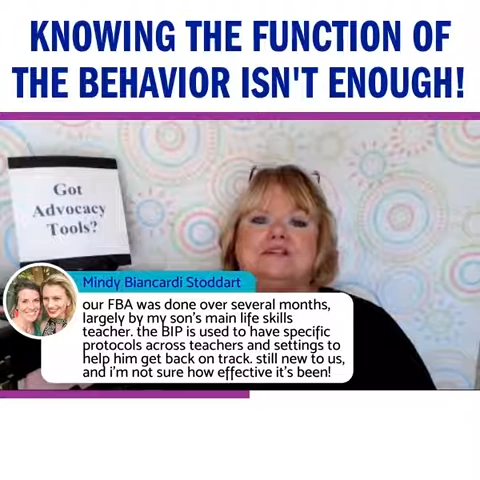 KNOWING THE FUNCTION OF
THE BEHAVIOR ISN'T ENOUGH!
Got
Advocacy
Tools?
Mindy Biancardi Stoddart
our FBA was done over several months,
largely by my son's main life skills
teacher. the BIP is used to have specific
protocols across teachers and settings to
help him get back on track. still new to us,
and i'm not sure how effective it's been!